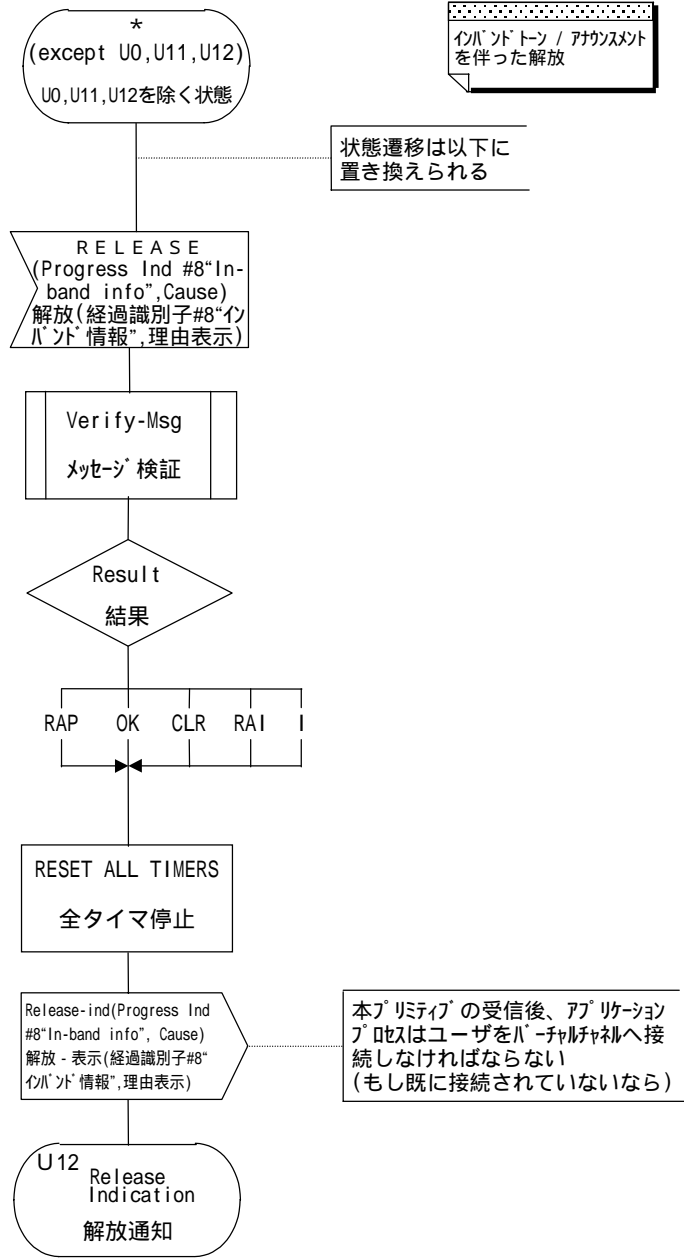 *
(except U0,U11,U12)
U0,U11,U12を除く状態
ｲﾝﾊﾞﾝﾄﾞﾄｰﾝ / ｱﾅｳﾝｽﾒﾝﾄ
を伴った解放
状態遷移は以下に
置き換えられる
ＲＥＬＥＡＳＥ
(Progress Ind #8“In-
band info”,Cause)
解放(経過識別子#8“ｲﾝ
ﾊﾞﾝﾄﾞ情報”,理由表示)
Verify-Msg
ﾒｯｾｰｼﾞ検証
Result
結果
RAP OK CLR RAI I
RESET ALL TIMERS
全タイマ停止
Release-ind(Progress Ind
#8“In-band info”, Cause)
解放 - 表示(経過識別子#8“
ｲﾝﾊﾞﾝﾄﾞ情報”,理由表示)
本ﾌﾟﾘﾐﾃｨﾌﾞの受信後、ｱﾌﾟﾘｹｰｼｮﾝ
ﾌﾟﾛｾｽはユーザをﾊﾞｰﾁｬﾙﾁｬﾈﾙへ接
続しなければならない
(もし既に接続されていないなら)
U12
Release
Indication
解放通知